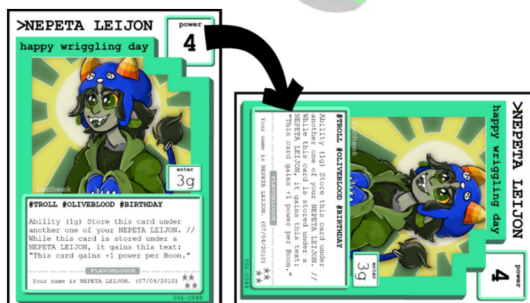 >NEPETA LEIJON
happy wriggling day
power
4
enter
3g
#TROLL #OLIVEBLOOD #BIRTHDAY
Ability (1g) Store this card under
another one of your NEPETA LEIJON. //
While this card is stored under a
NEPETA LEIJON, it gains this text:
"This card gains +1 power per Boon."
FLAVORLOGUE
Your name is NEPETA LEIJON. (07/04/2010)
>NEPETA LEIJON
happy wriggling day
power
4
enter
3g
#TROLL #OLIVEBLOOD #BIRTHDAY
Ability (1g) Store this card under
another one of your NEPETA LEIJON. //
While this card is stored under a
NEPETA LEIJON, it gains this text:
"This card gains +1 power per Boon."
FLAVORLOGUE
Your name is NEPETA LEIJON. (07/04/2010)